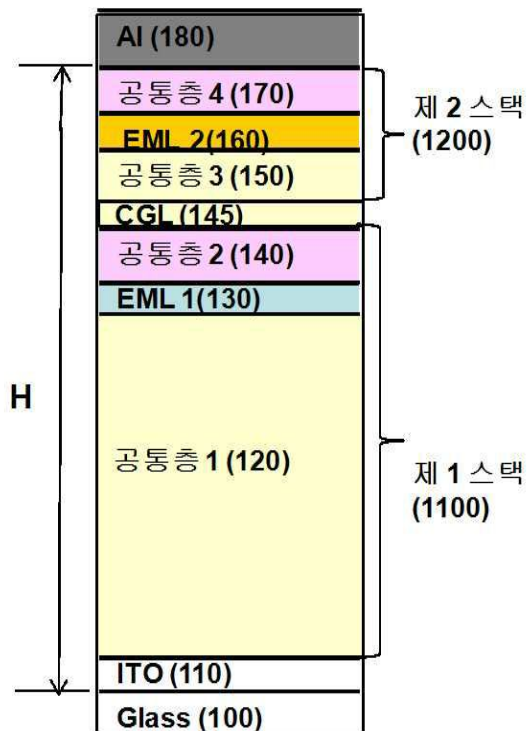 Al (180)
공통층 4 (170)
EML 2(160)
공통층 3 (150)
CGL (145)
공통층 2 (140)
EML 1(130)
공통층 1 (120)
ITO (110)
Glass (100)
H
제 2 스택
(1200)
제 1 스택
(1100)